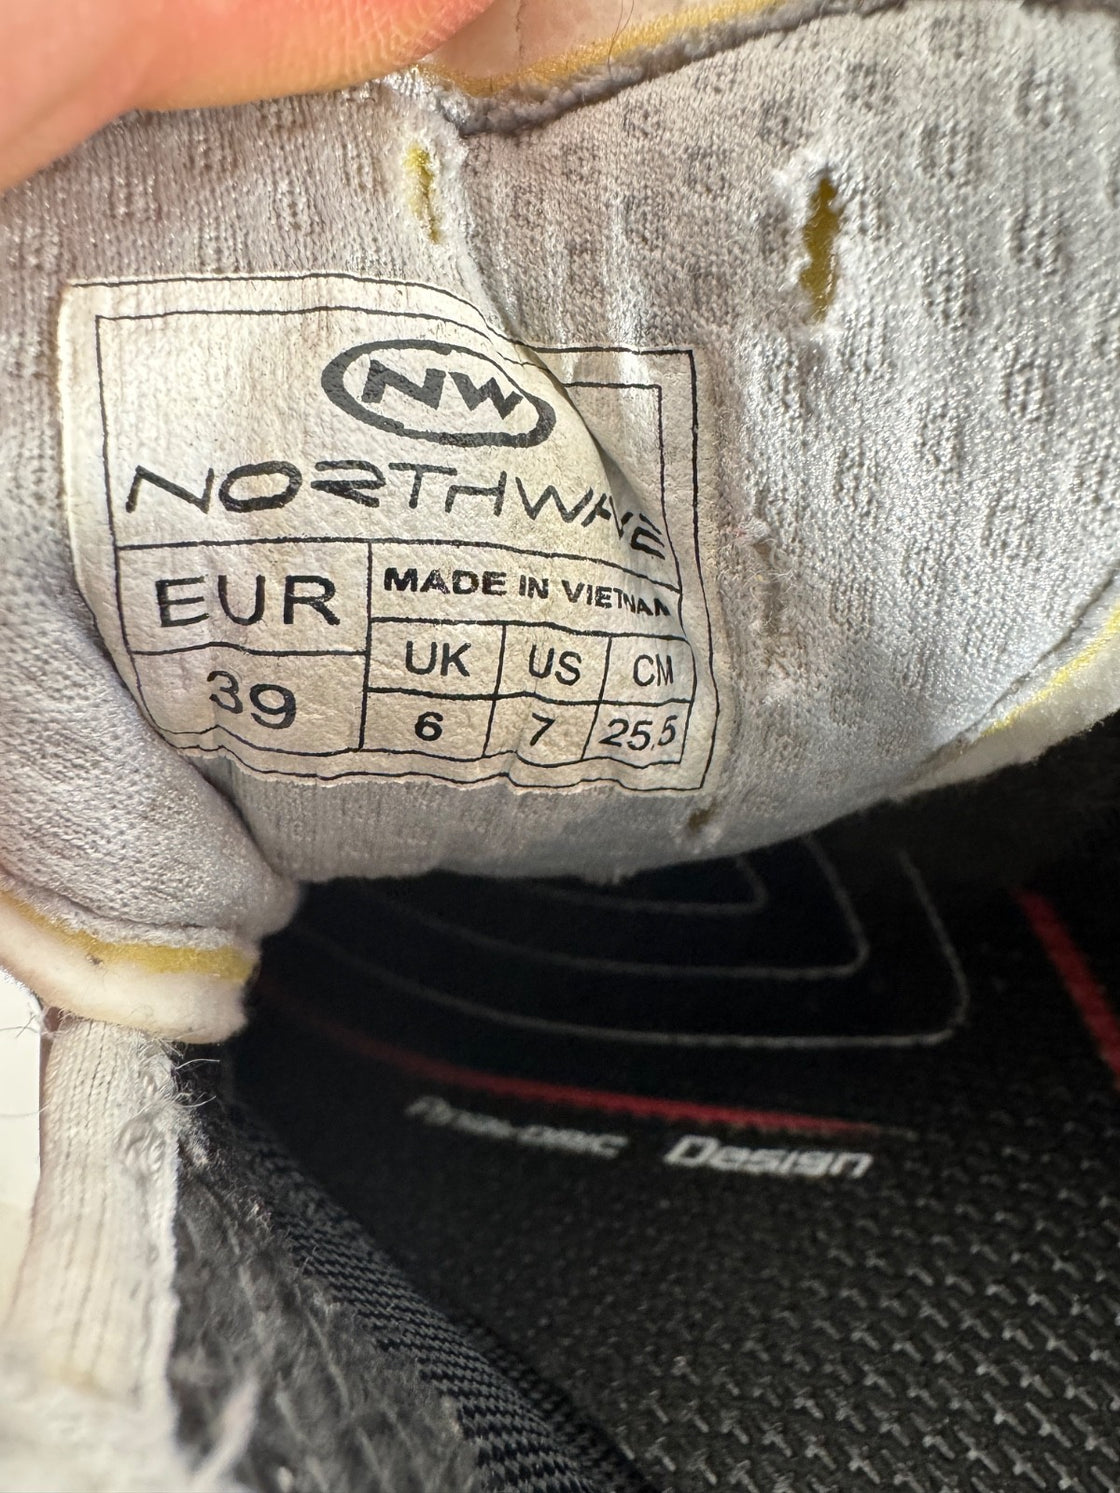 NW
NORTHWAVE
EUR
MADE IN VIETNAM
UK US CM
39
6 7 25.5
Design